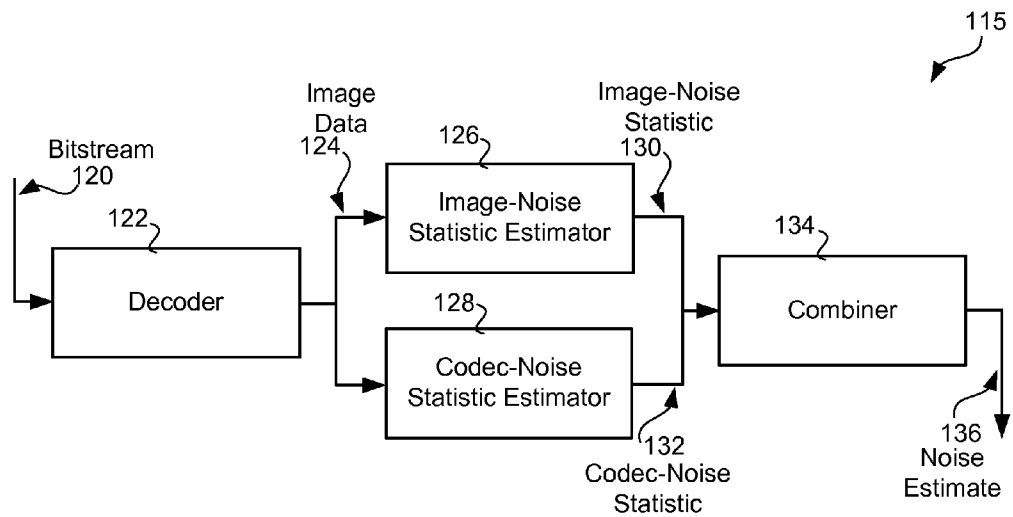 115
Image
Data
124
Image-Noise
Statistic
130
Bitstream
120
126
Image-Noise
Statistic Estimator
122
Decoder
134
Combiner
128
Codec-Noise
Statistic Estimator
132
Codec-Noise
Statistic
136
Noise
Estimate